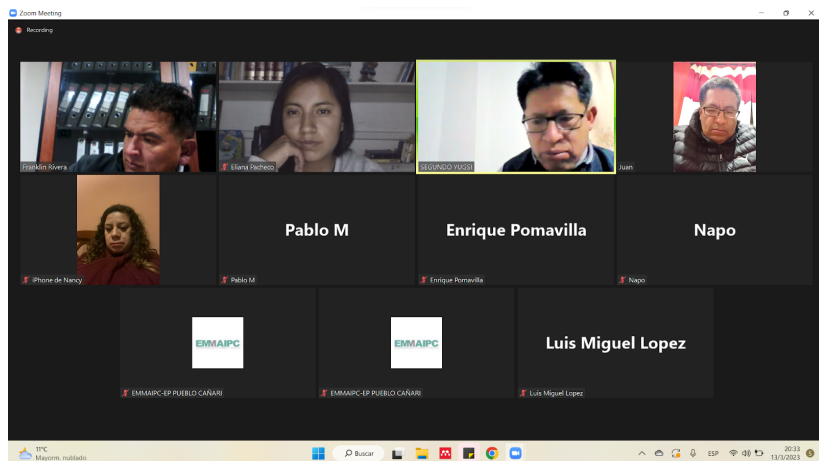 Zoom Meeting
Recording
Franklin Rivera
Eliana Pacheco
SEGUNDO YUGSI
Juan
Pablo M
Enrique Pomavilla
Napo
iPhone de Nancy
Pablo M
Enrique Pomavilla
Napo
EMMAIPC
EMMAIPC
Luis Miguel Lopez
EMMAIPC-EP PUEBLO CAÑARI
EMMAIPC-EP PUEBLO CAÑARI
Luis Miguel Lopez
11°C
Mayorm. nublado
Buscar
ESP
20:33
13/3/2023
5